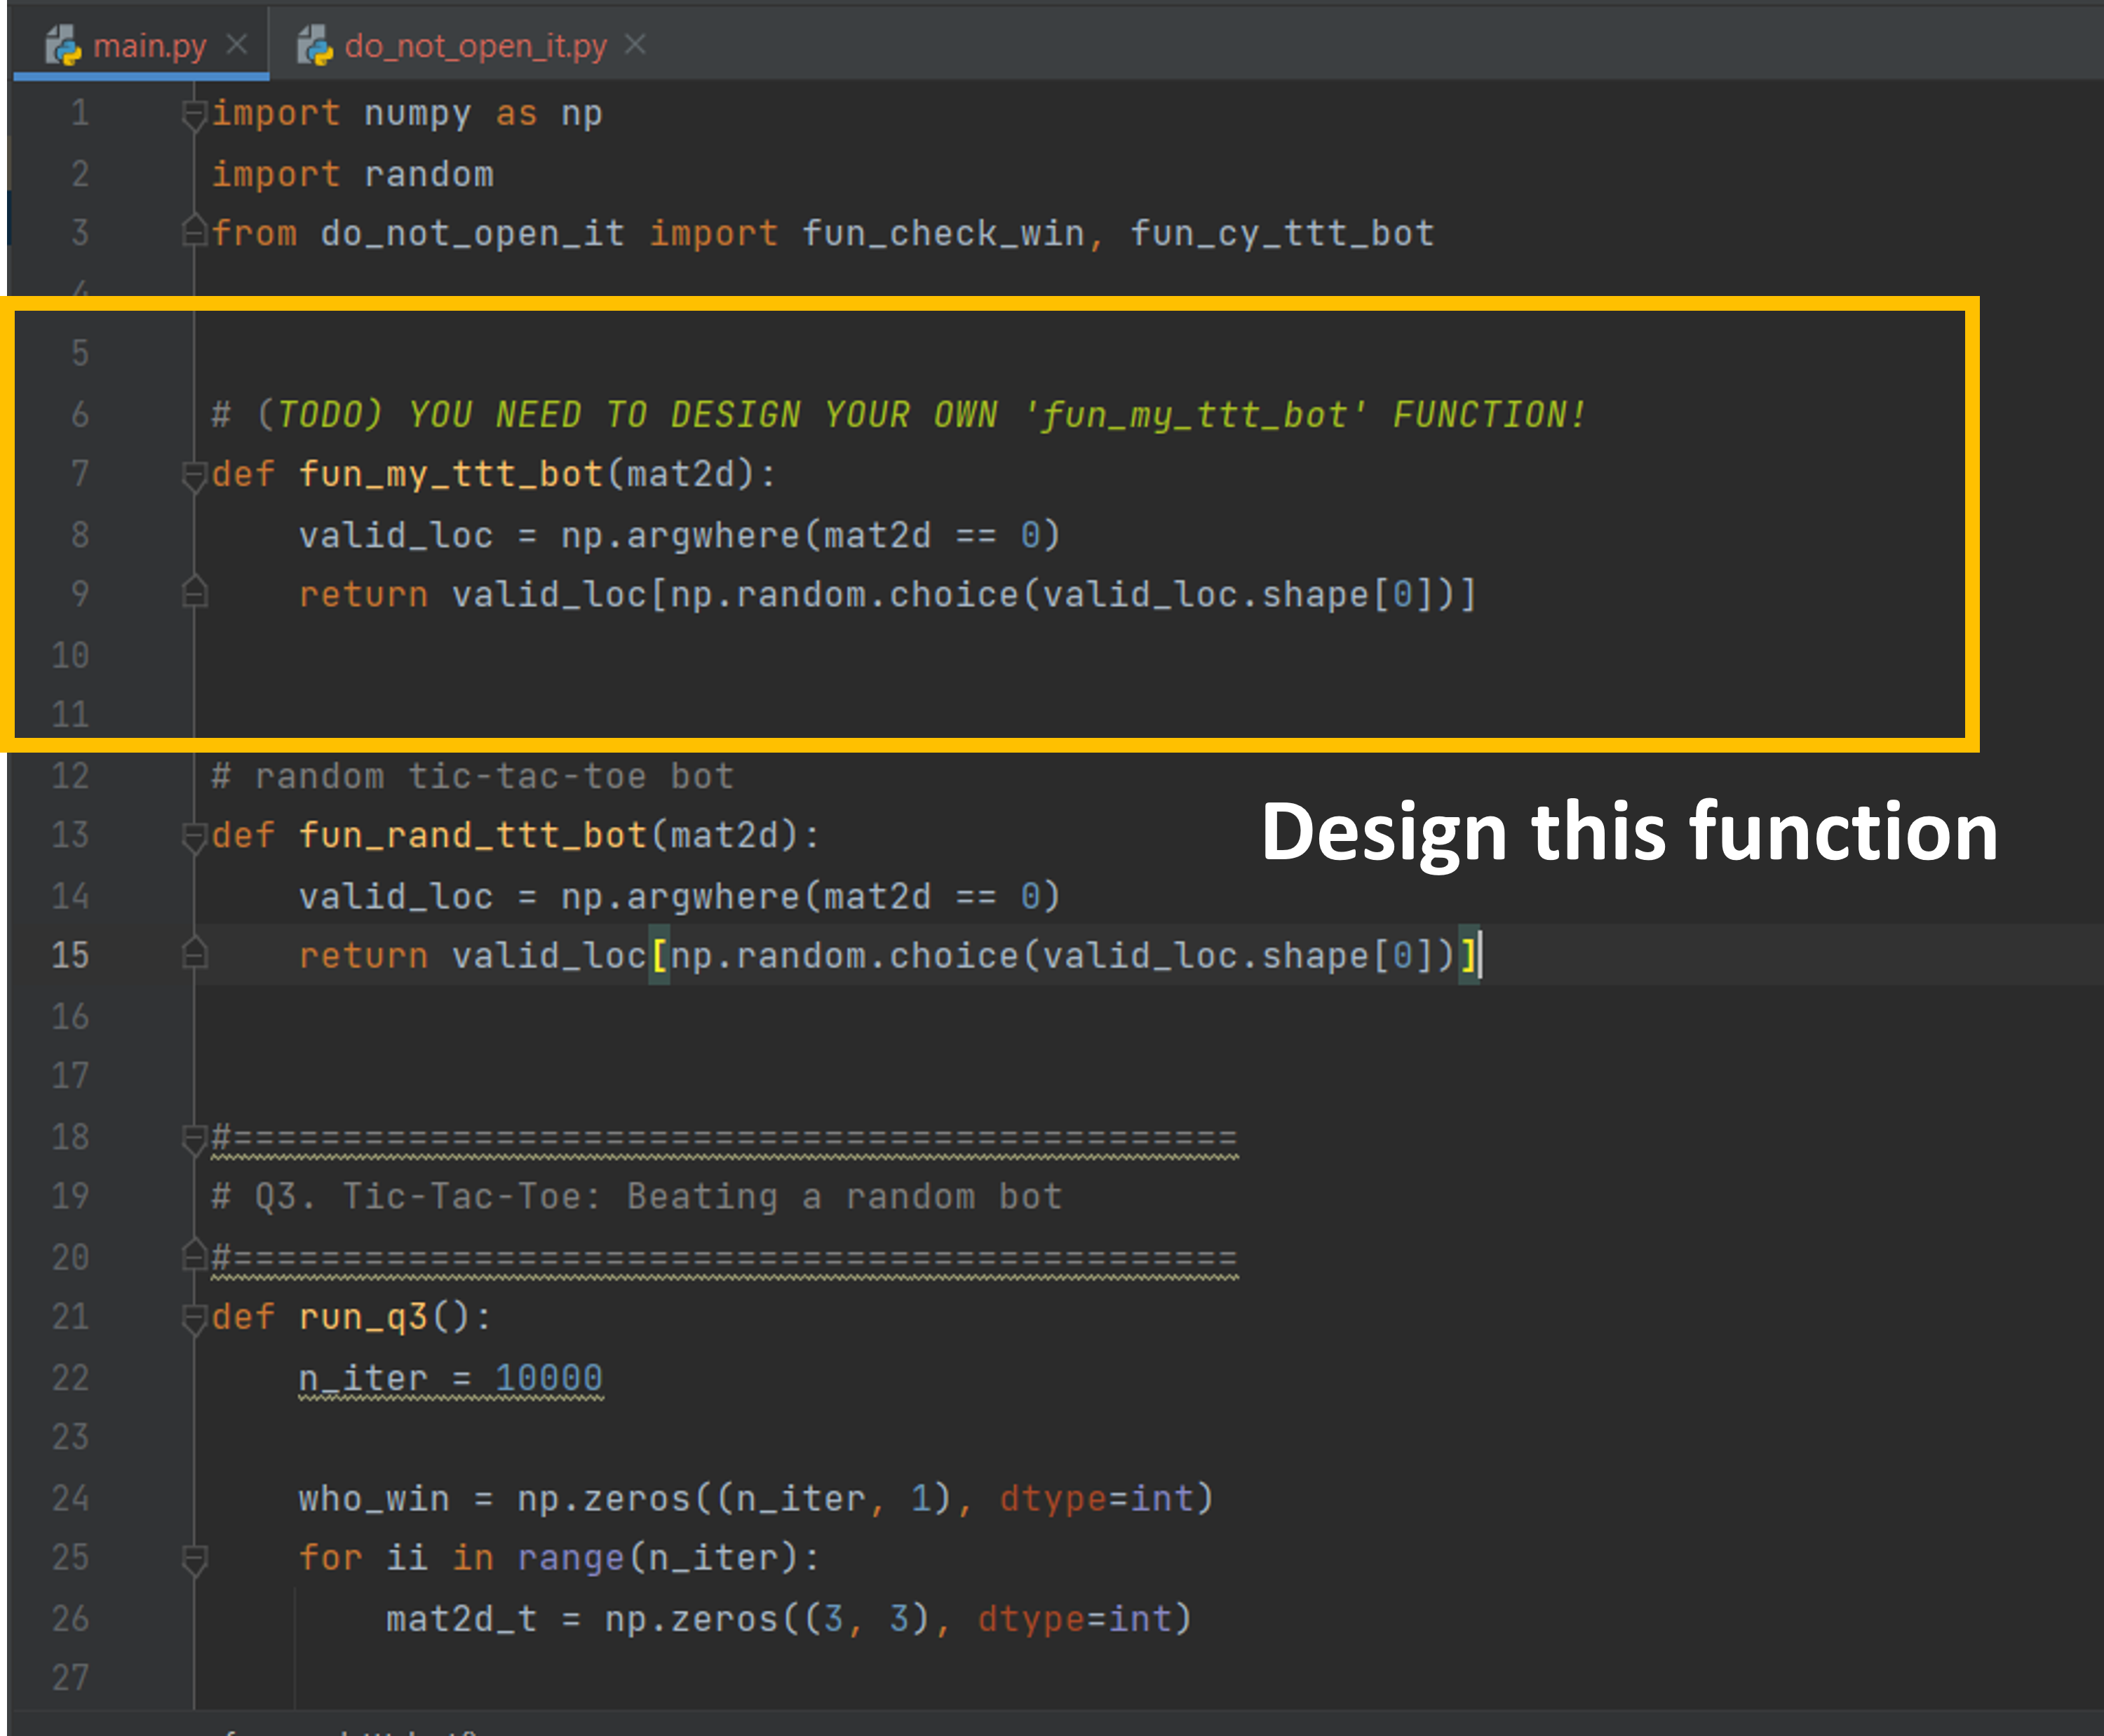 main.py × do_not_open_it.py ×
1 import numpy as np
2 import random
3 from do_not_open_it import fun_check_win, fun_cy_ttt_bot
4
5
6 # (TODO) YOU NEED TO DESIGN YOUR OWN 'fun_my_ttt_bot' FUNCTION!
7 def fun_my_ttt_bot(mat2d):
8     valid_loc = np.argwhere(mat2d == 0)
9     return valid_loc[np.random.choice(valid_loc.shape[0])]
10
11
12 # random tic-tac-toe bot
Design this function
13 def fun_rand_ttt_bot(mat2d):
14     valid_loc = np.argwhere(mat2d == 0)
15     return valid_loc[np.random.choice(valid_loc.shape[0])]
16
17
18 #==============================================
19 # Q3. Tic-Tac-Toe: Beating a random bot
20 #==============================================
21 def run_q3():
22     n_iter = 10000
23
24     who_win = np.zeros((n_iter, 1), dtype=int)
25     for ii in range(n_iter):
26         mat2d_t = np.zeros((3, 3), dtype=int)
27